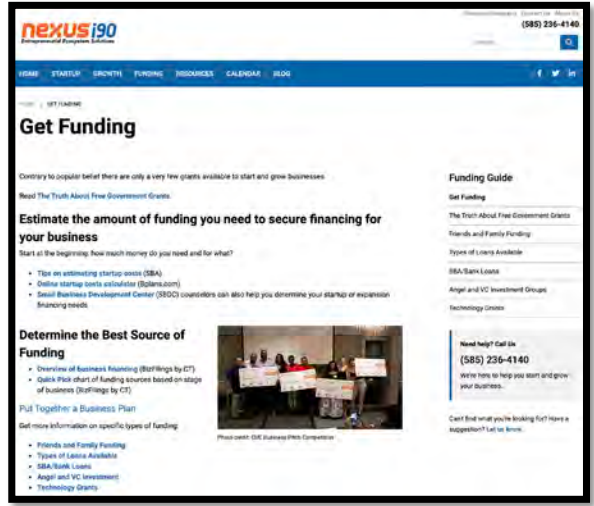 Contact Us
(585) 236-4140
nexus i90
Entrepreneurial Ecosystem Solutions
HOME STARTUP GROWTH FUNDING RESOURCES CALENDAR BLOG
GET FUNDING
Get Funding
Contrary to popular belief there are only a very few grants available to start and grow businesses.
Read The Truth About Free Government Grants.
Estimate the amount of funding you need to secure financing for
your business
Start at the beginning: how much money do you need and for what?
Tips on estimating startup costs (SBA)
Online startup costs calculator (Bplans.com)
Small Business Development Center (SBDC) counselors can also help you determine your startup or expansion
financing needs
Determine the Best Source of
Funding
Overview of business financing (BizFilings by CT)
Quick Pick chart of funding sources based on stage
of business (BizFilings by CT)
Put Together a Business Plan
Get more information on specific types of funding:
Friends and Family Funding
Types of Loans Available
SBA/Bank Loans
Angel and VC Investment
Technology Grants
Business Pitch Competition
Funding Guide
Get Funding
The Truth About Free Government Grants
Friends and Family Funding
Types of Loans Available
SBA/Bank Loans
Angel and VC Investment Groups
Technology Grants
Need help? Call Us
(585) 236-4140
We're here to help you start and grow
your business.
Can't find what you're looking for? Have a
suggestion? Let us know.